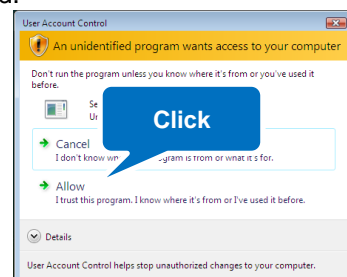 User Account Control
An unidentified program wants access to your computer
Don't run the program unless you know where it's from or you've used it
before.
Se
Un
Click
Cancel
I don't know wh ogram is from or what it's for.
Allow
I trust this program. I know where it's from or I've used it before.
Details
User Account Control helps stop unauthorized changes to your computer.